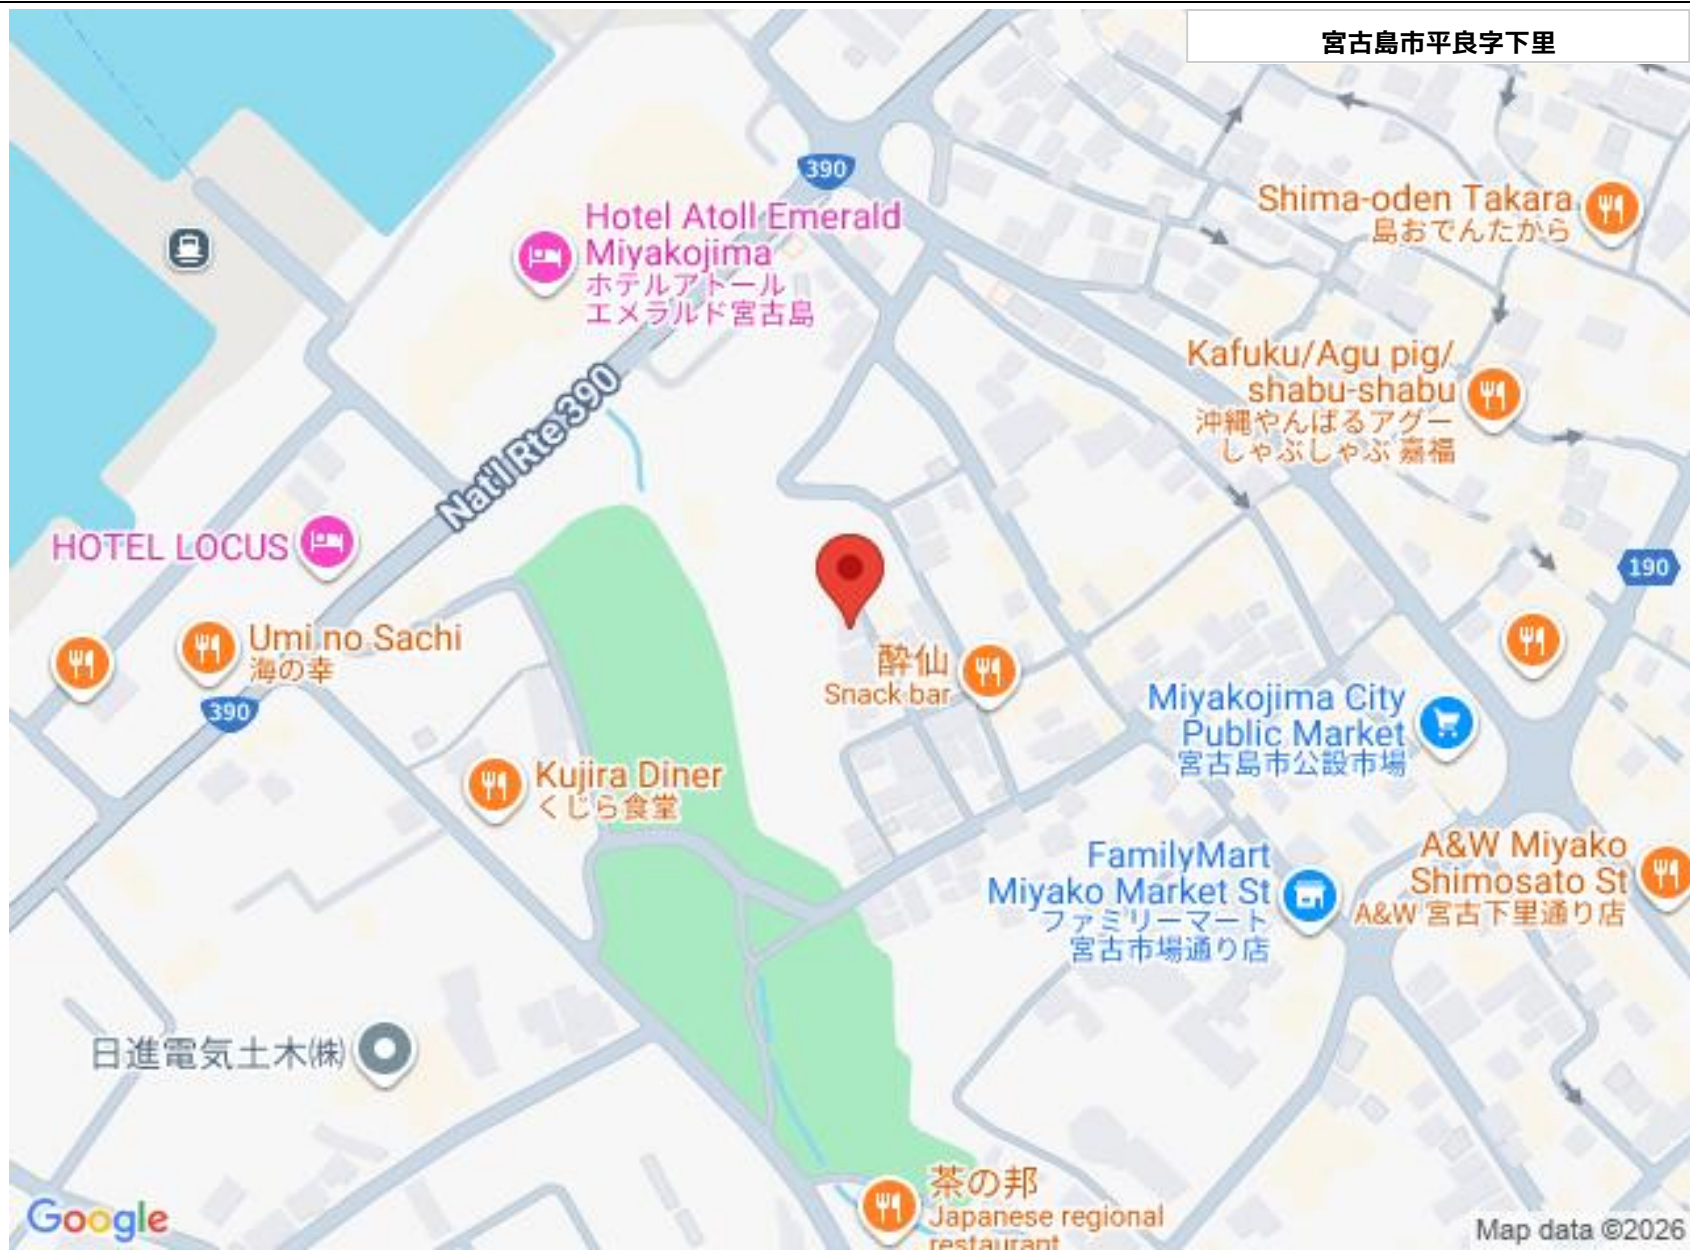 宮古島市平良字下里
390
Hotel Atoll Emerald
Miyakojima
ホテルアトール
エメラルド宮古島
Shima-oden Takara
島おでんたから
Kafuku/Agu pig/
shabu-shabu
沖縄やんばるアグー
しゃぶしゃぶ 嘉福
Nat'l Rte 390
HOTEL LOCUS
190
Umi no Sachi
海の幸
390
酔仙
Snack bar
Miyakojima City
Public Market
宮古島市公設市場
Kujira Diner
くじら食堂
FamilyMart
Miyako Market St
ファミリーマート
宮古市場通り店
A&W Miyako
Shimosato St
A&W 宮古下里通り店
日進電気土木㈱
茶の邦
Japanese regional
restaurant
Google
Map data ©2026